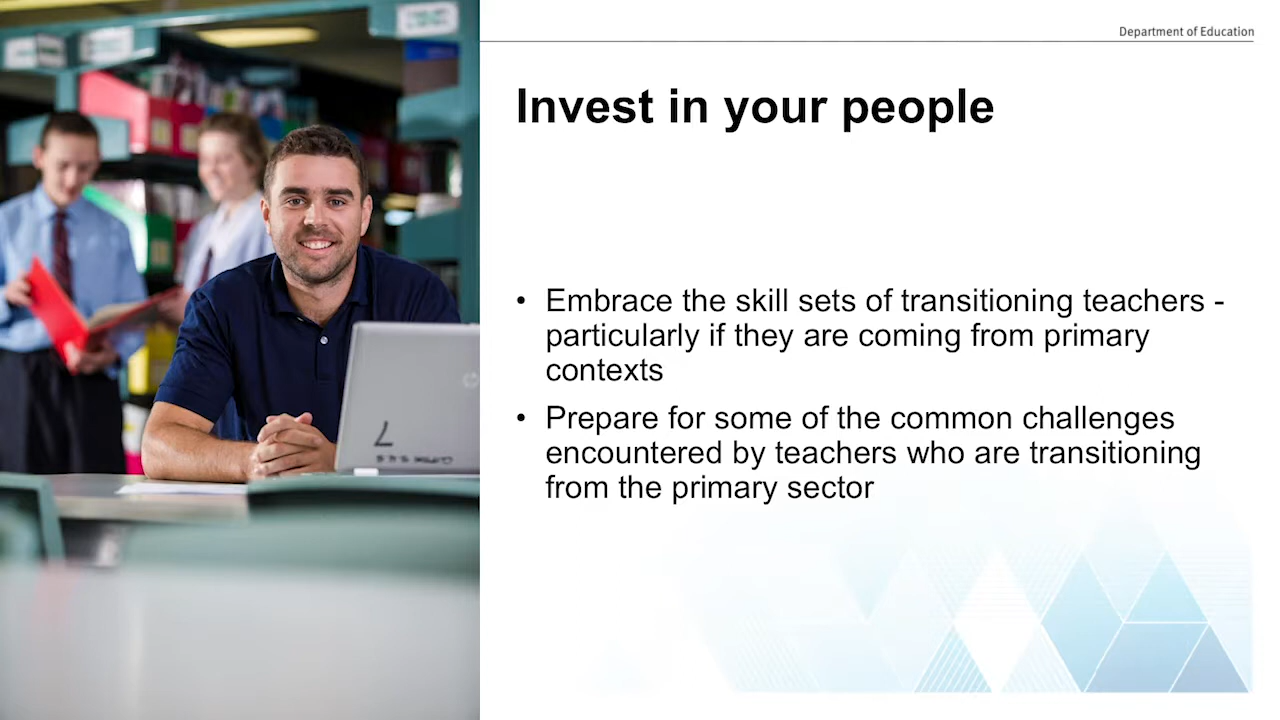 Department of Education
Invest in your people
• Embrace the skill sets of transitioning teachers -
particularly if they are coming from primary
contexts
• Prepare for some of the common challenges
encountered by teachers who are transitioning
from the primary sector
7